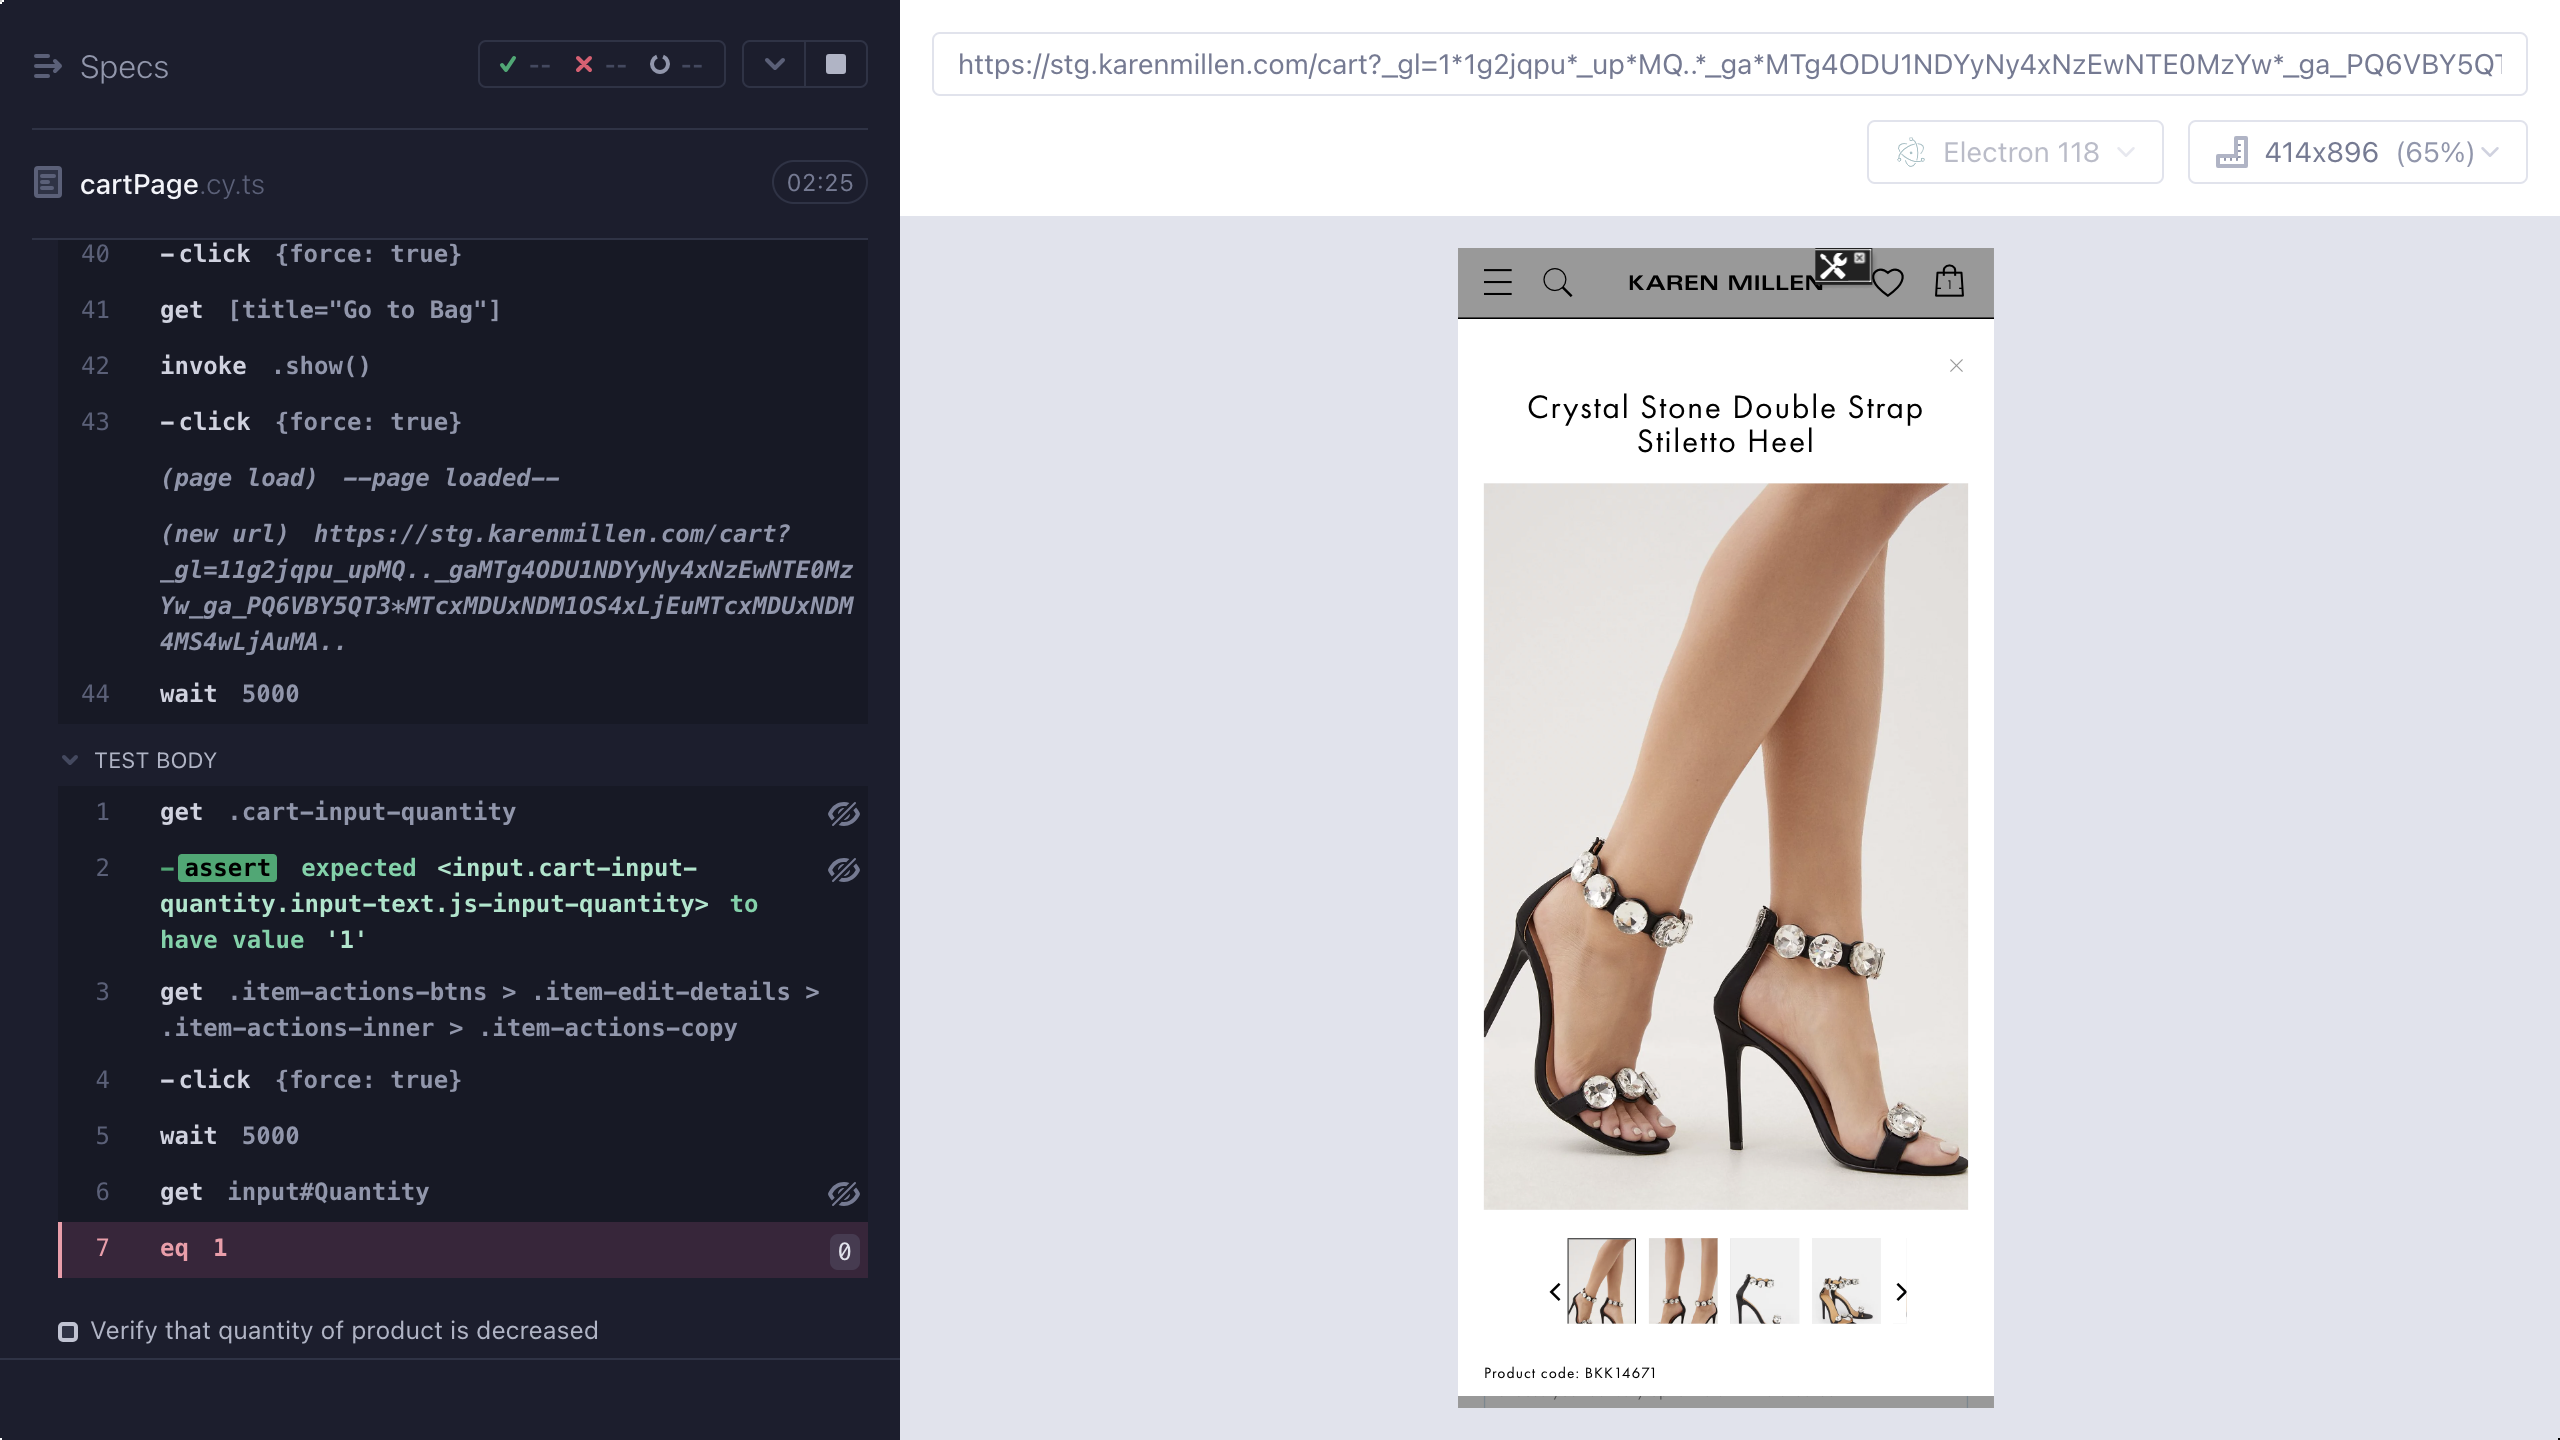 Specs
-- -- --
cartPage.cy.ts 02:25
40 -click {force: true}
41 get [title="Go to Bag"]
42 invoke .show()
43 -click {force: true}
(page load) --page loaded--
(new url) https://stg.karenmillen.com/cart?
_gl=11g2jqpu_upMQ.._gaMTg4ODU1NDYyNy4xNzEwNTE0Mz
Yw_ga_PQ6VBY5QT3*MTcxMDUxNDM1OS4xLjEuMTcxMDUxNDM
4MS4wLjAuMA..
44 wait 5000
TEST BODY
1 get .cart-input-quantity
2 -assert expected <input.cart-input-
quantity.input-text.js-input-quantity> to
have value '1'
3 get .item-actions-btns > .item-edit-details >
.item-actions-inner > .item-actions-copy
4 -click {force: true}
5 wait 5000
6 get input#Quantity
7 eq 1 0
Verify that quantity of product is decreased
https://stg.karenmillen.com/cart?_gl=1*1g2jqpu*_up*MQ..*_ga*MTg4ODU1NDYyNy4xNzEwNTE0MzYw*_ga_PQ6VBY5QT
Electron 118
414x896 (65%)
KAREN MILLEN
1
Crystal Stone Double Strap
Stiletto Heel
Product code: BKK14671